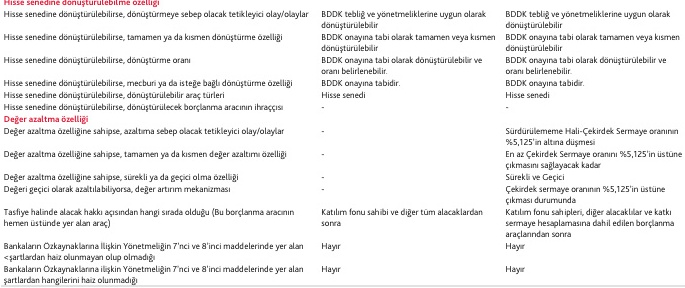 Hisse senedine dönüştürülebilme özelliği
Hisse senedine dönüştürülebilirse, dönüştürmeye sebep olacak tetikleyici olay/olaylar BDDK tebliğ ve yönetmeliklerine uygun olarak dönüştürülebilir BDDK tebliğ ve yönetmeliklerine uygun olarak dönüştürülebilir
Hisse senedine dönüştürülebilirse, tamamen ya da kısmen dönüştürme özelliği BDDK onayına tabi olarak tamamen veya kısmen dönüştürülebilir BDDK onayına tabi olarak tamamen veya kısmen dönüştürülebilir
Hisse senedine dönüştürülebilirse, dönüştürme oranı BDDK onayına tabi olarak dönüştürülebilir ve oranı belirlenebilir. BDDK onayına tabi olarak dönüştürülebilir ve oranı belirlenebilir.
Hisse senedine dönüştürülebilirse, mecburi ya da isteğe bağlı dönüştürme özelliği BDDK onayına tabidir. BDDK onayına tabidir.
Hisse senedine dönüştürülebilirse, dönüştürülebilir araç türleri Hisse senedi Hisse senedi
Hisse senedine dönüştürülebilirse, dönüştürülecek borçlanma aracının ihraççısı - -
Değer azaltma özelliği
Değer azaltma özelliğine sahipse, azaltıma sebep olacak tetikleyici olay/olaylar - Sürdürülememe Hali-Çekirdek Sermaye oranının %5,125'in altına düşmesi
Değer azaltma özelliğine sahipse, tamamen ya da kısmen değer azaltımı özelliği - En az Çekirdek Sermaye oranı %5,125'in üstüne çıkmasını sağlayacak kadar
Değer azaltma özelliğine sahipse, sürekli ya da geçici olma özelliği - Sürekli ve Geçici
Değeri geçici olarak azaltılabiliyorsa, değer artırım mekanizması - Çekirdek sermaye oranının %5,125'in üstüne çıkması durumunda
Tasfiye halinde alacak hakkı açısından hangi sırada olduğu (Bu borçlanma aracının hemen üstünde yer alan araç) Katılım fonu sahibi ve diğer tüm alacaklardan sonra Katılım fonu sahipleri, diğer alacaklılar ve katkı sermaye hesaplamasına dahil edilen borçlanma araçlarından sonra
Bankaların Özkaynaklarına İlişkin Yönetmeliğin 7'nci ve 8'inci maddelerinde yer alan <şartlardan haiz olunmayan olup olmadığı Hayır Hayır
Bankaların Özkaynaklarına ilişkin Yönetmeliğin 7'nci ve 8'inci maddelerinde yer alan şartlardan hangilerini haiz olunmadığı Hayır Hayır